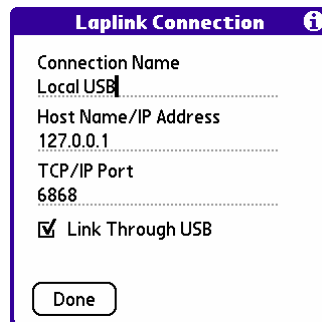 Laplink Connection
Connection Name
Local USB
Host Name/IP Address
127.0.0.1
TCP/IP Port
6868
Link Through USB
Done